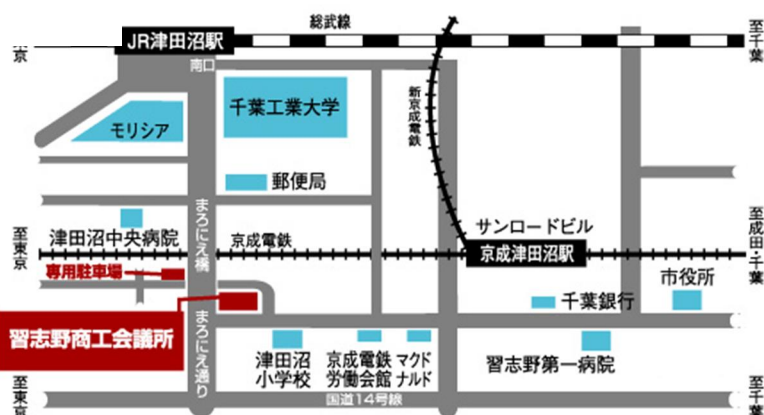 総武線
JR津田沼駅
京
至千葉
南口
千葉工業大学
新京成電鉄
モリシア
郵便局
まろにえ橋
津田沼中央病院
京成電鉄
サンロードビル
京成津田沼駅
至東京
至成田・千葉
専用駐車場
市役所
千葉銀行
習志野商工会議所
まろにえ通り
津田沼
小学校
京成電鉄
労働会館
マクド
ナルド
習志野第一病院
国道14号線
至東京
至千葉